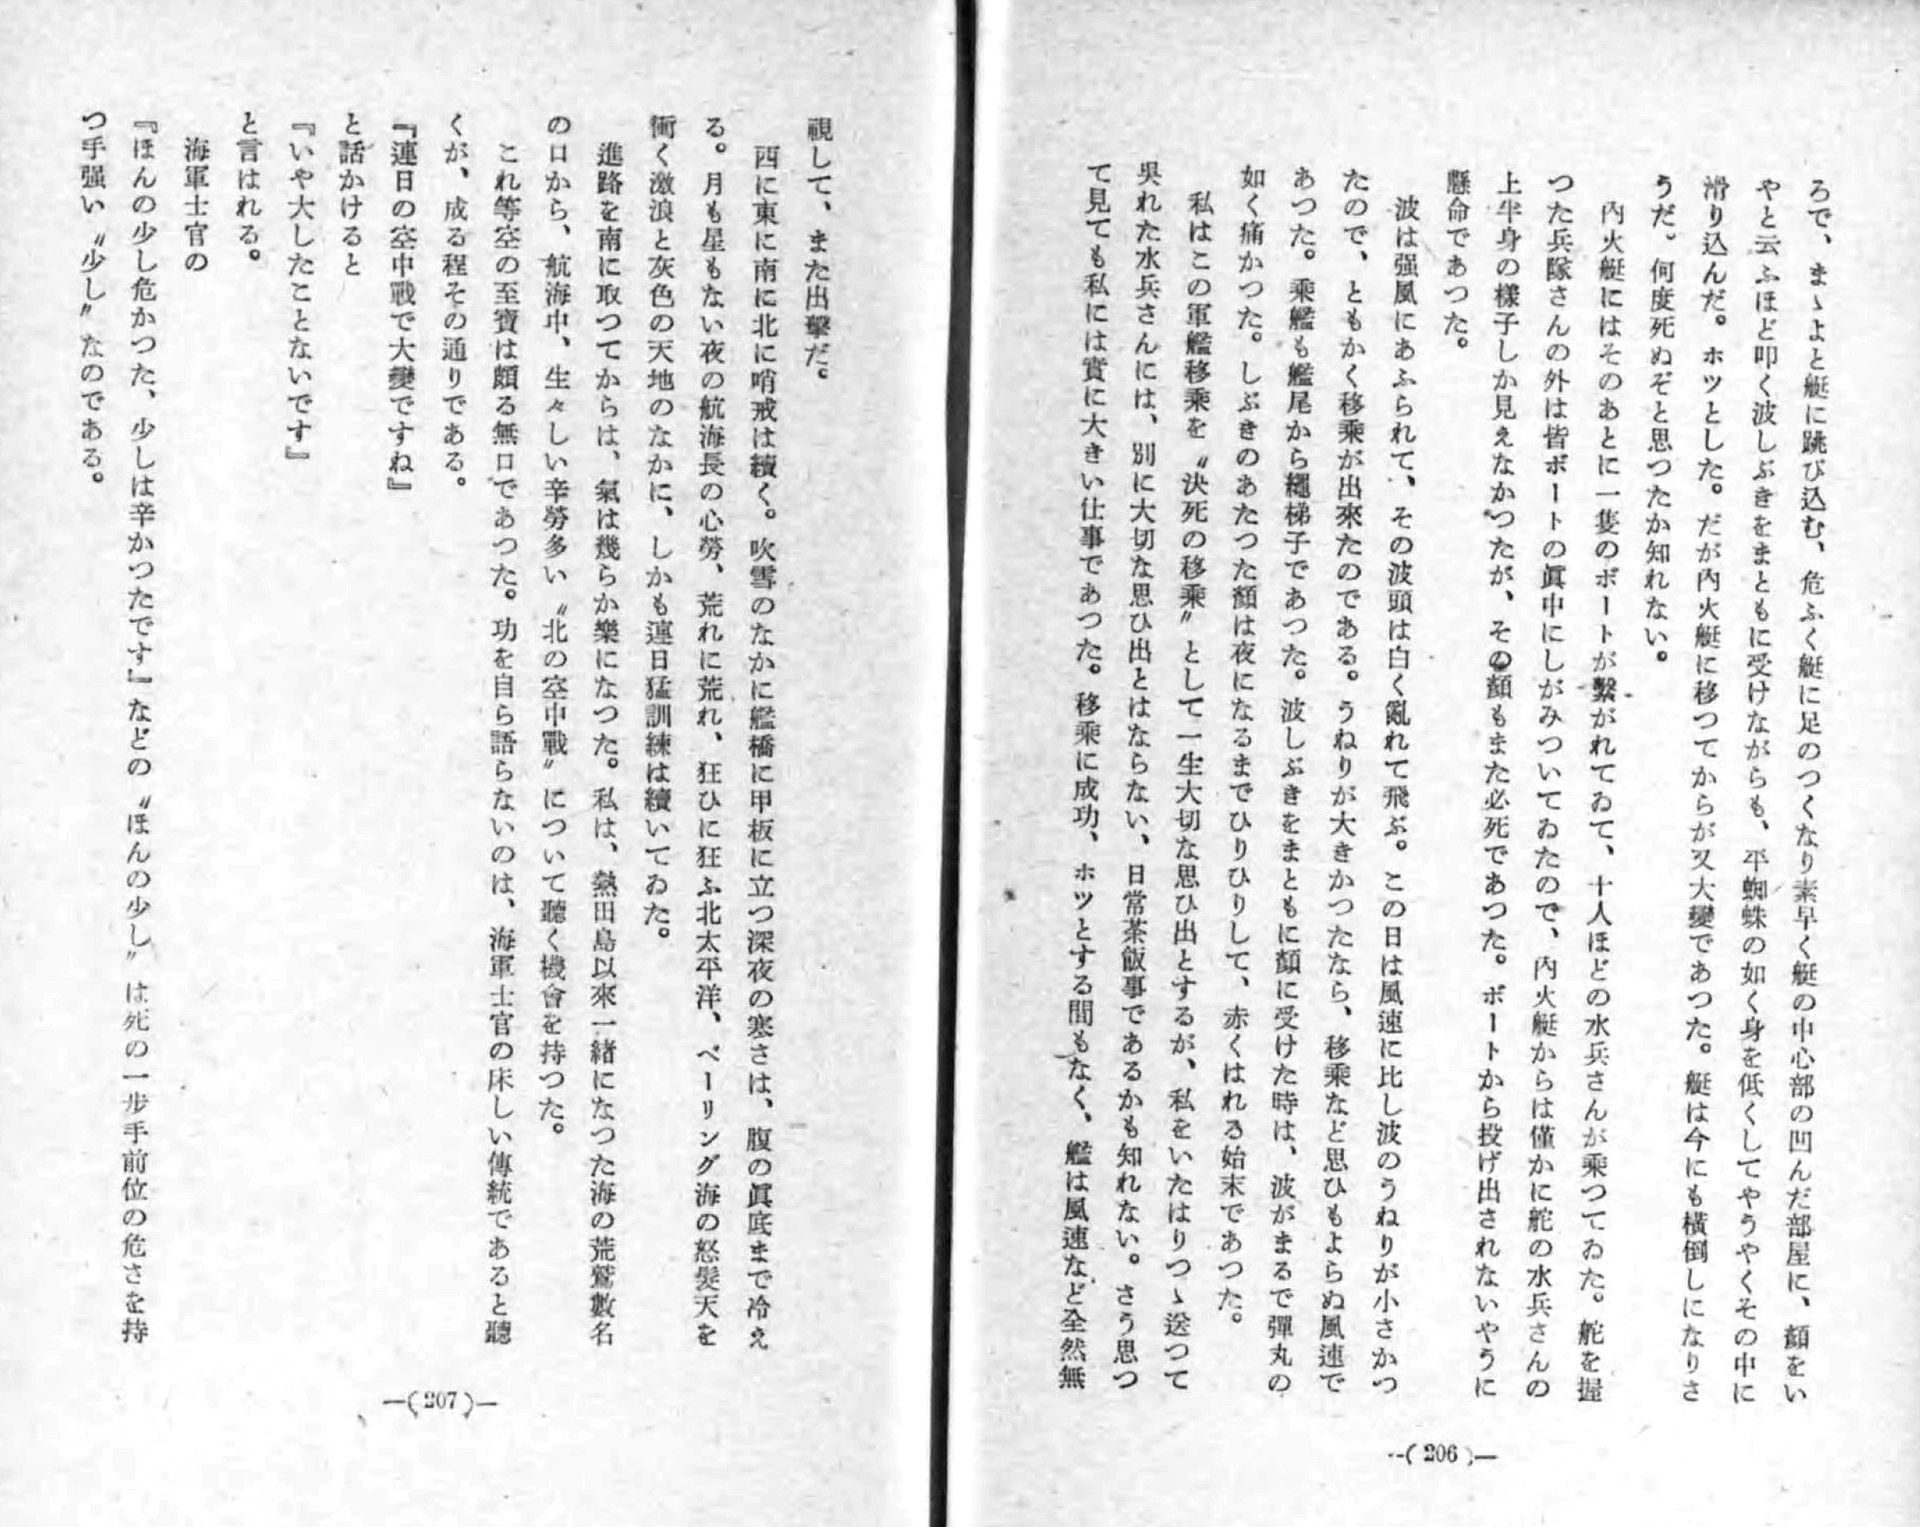 ろで、まゝよと艇に跳び込む、危ふく艇に足のつくなり素早く艇の中心部の凹んだ部屋に、顏をい
やと云ふほど叩く波しぶきをまともに受けながらも、平蜘蛛の如く身を低くしてやうやくその中に
滑り込んだ。ホツとした。だが內火艇に移つてからが又大變であつた。艇は今にも橫倒しになりさ
うだ。何度死ぬぞと思つたか知れない。
內火艇にはそのあとに一隻のボートが繫がれてゐて、十人ほどの水兵さんが乘つてゐた。舵を握
つた兵隊さんの外は皆ボートの眞中にしがみついてゐたので、內火艇からは僅かに舵の水兵さんの
上半身の樣子しか見えなかつたが、その顏もまた必死であつた。ボートから投げ出されないやうに
懸命であつた。
波は强風にあふられて、その波頭は白く亂れて飛ぶ。この日は風速に比し波のうねりが小さかつ
たので、ともかく移乘が出來たのである。うねりが大きかつたなら、移乘など思ひもよらぬ風速で
あつた。乘艦も艦尾から繩梯子であつた。波しぶきをまともに顏に受けた時は、波がまるで彈丸の
如く痛かつた。しぶきのあたつた顏は夜になるまでひりひりして、赤くはれる始末であつた。
私はこの軍艦移乘を〝決死の移乘〟として一生大切な思ひ出とするが、私をいたはりつゝ送つて
吳れた水兵さんには、別に大切な思ひ出とはならない、日常茶飯事であるかも知れない。さう思つ
て見ても私には實に大きい仕事であつた。移乘に成功、ホツとする間もなく、艦は風速など全然無
―(206)―
視して、また出擊だ。
西に東に南に北に哨戒は續く。吹雪のなかに艦橋に甲板に立つ深夜の寒さは、腹の眞底まで冷え
る。月も星もない夜の航海長の心勞、荒れに荒れ、狂ひに狂ふ北太平洋、ベーリング海の怒髮天を
衝く激浪と灰色の天地のなかに、しかも連日猛訓練は續いてゐた。
進路を南に取つてからは、氣は幾らか樂になつた。私は、熱田島以來一緖になつた海の荒鷲數名
の口から、航海中、生々しい辛勞多い〝北の空中戰〟について聽く機會を持つた。
これ等空の至寶は頗る無口であつた。功を自ら語らないのは、海軍士官の床しい傳統であると聽
くが、成る程その通りである。
『連日の空中戰で大變ですね』
と話かけると
『いや大したことないです』
と言はれる。
海軍士官の
『ほんの少し危かつた、少しは辛かつたです』などの〝ほんの少し〟は死の一步手前位の危さを持
つ手强い〝少し〟なのである。
―(207)―